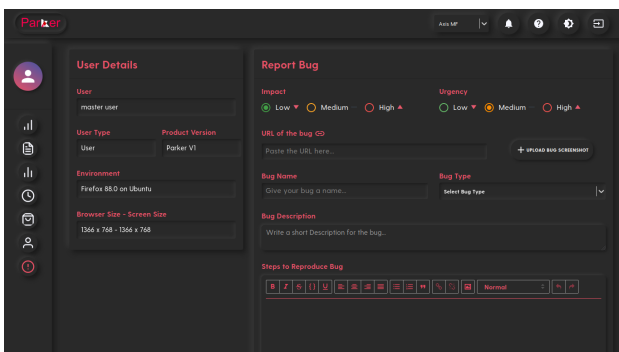 Parker
Axis MF
User Details
User
master user
User Type
Product Version
User
Parker V1
Environment
Firefox 88.0 on Ubuntu
Browser Size - Screen Size
1366 x 768 - 1366 x 768
Report Bug
Impact
Low
Medium
High
Urgency
Low
Medium
High
URL of the bug
Paste the URL here...
+ UPLOAD BUG SCREENSHOT
Bug Name
Give your bug a name...
Bug Type
Select Bug Type
Bug Description
Write a short Description for the bug...
Steps to Reproduce Bug
B I S {} U
Normal